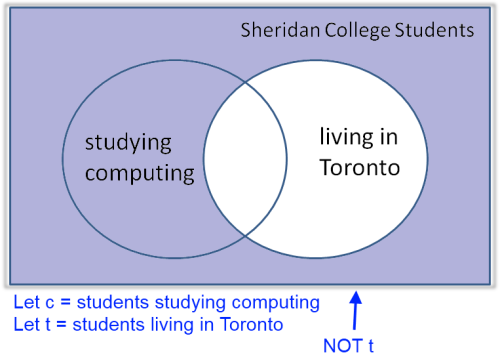 Sheridan College Students
studying
computing
living in
Toronto
Let c = students studying computing
Let t = students living in Toronto
NOT t